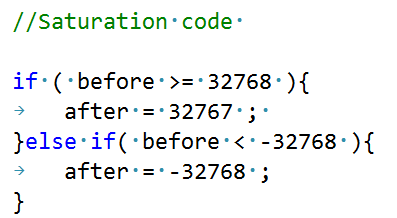 //Saturation code
if ( before >= 32768 ){
    after = 32767 ;
}else if( before < -32768 ){
    after = -32768 ;
}